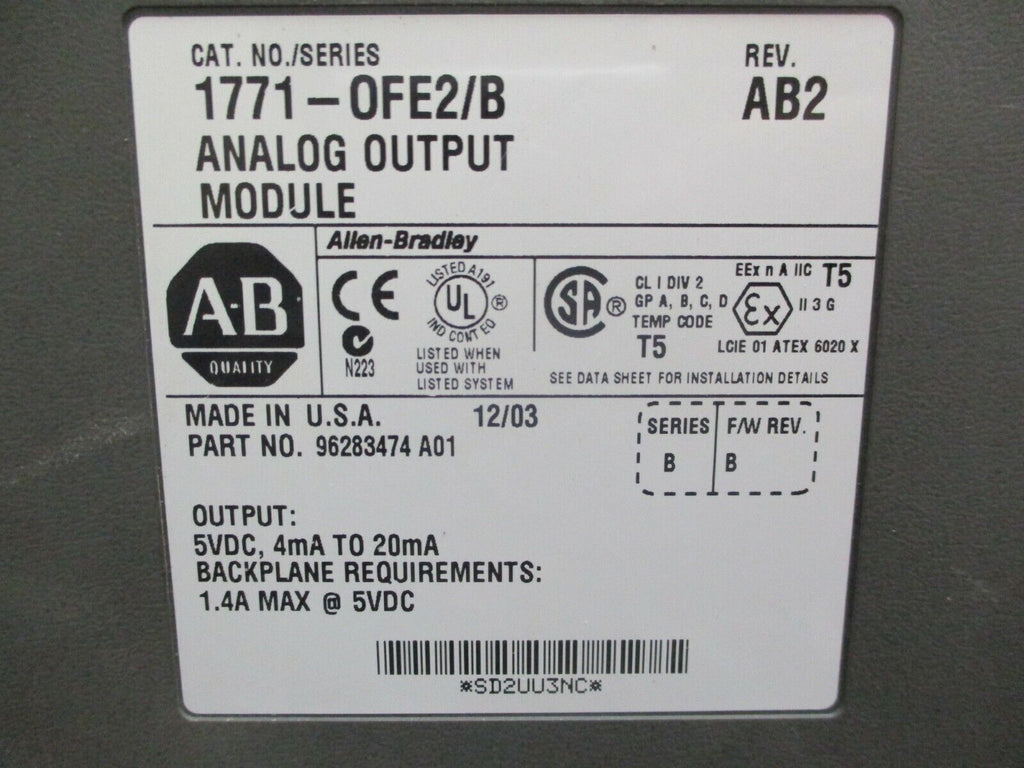 CAT. NO./SERIES
REV.
1771-OFE2/B
AB2
ANALOG OUTPUT
MODULE
Allen-Bradley
A-B
QUALITY
CE
N223
LISTED A191
UL ®
IND CONT EQ
LISTED WHEN
USED WITH
LISTED SYSTEM
SA ®
CL I DIV 2
GP A, B, C, D
TEMP CODE
T5
EEx n A IIC T5
Ex II 3 G
LCIE 01 ATEX 6020 X
SEE DATA SHEET FOR INSTALLATION DETAILS
MADE IN U.S.A. 12/03
PART NO. 96283474 A01
SERIES F/W REV.
B B
OUTPUT:
5VDC, 4mA TO 20mA
BACKPLANE REQUIREMENTS:
1.4A MAX @ 5VDC
*SD2UU3NC*